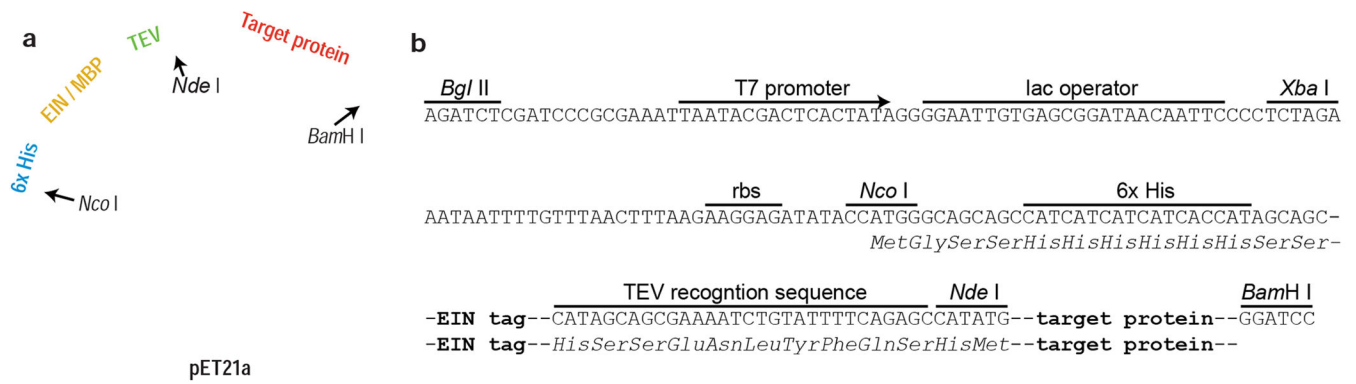 a
TEV
Target protein
EIN / MBP
Nde I
BamH I
6x His
Nco I
pET21a
b
Bgl II T7 promoter lac operator Xba I
AGATCTCGATCCCGCGAAATTAATACGACTCACTATAGGGGAATTGTGAGCGGATAACAATTCCCCTCTAGA
rbs Nco I 6x His
AATAATTTTGTTTAACTTTAAGAAGGAGATATACCATGGGCAGCAGCCATCATCATCATCACCATAGCAGC-
MetGlySerSerHisHisHisHisHisHisSerSer-
TEV recogntion sequence Nde I BamH I
-EIN tag--CATAGCAGCGAAAATCTGTATTTTCAGAGCCATATG--target protein--GGATCC
-EIN tag--HisSerSerGluAsnLeuTyrPheGlnSerHisMet--target protein--